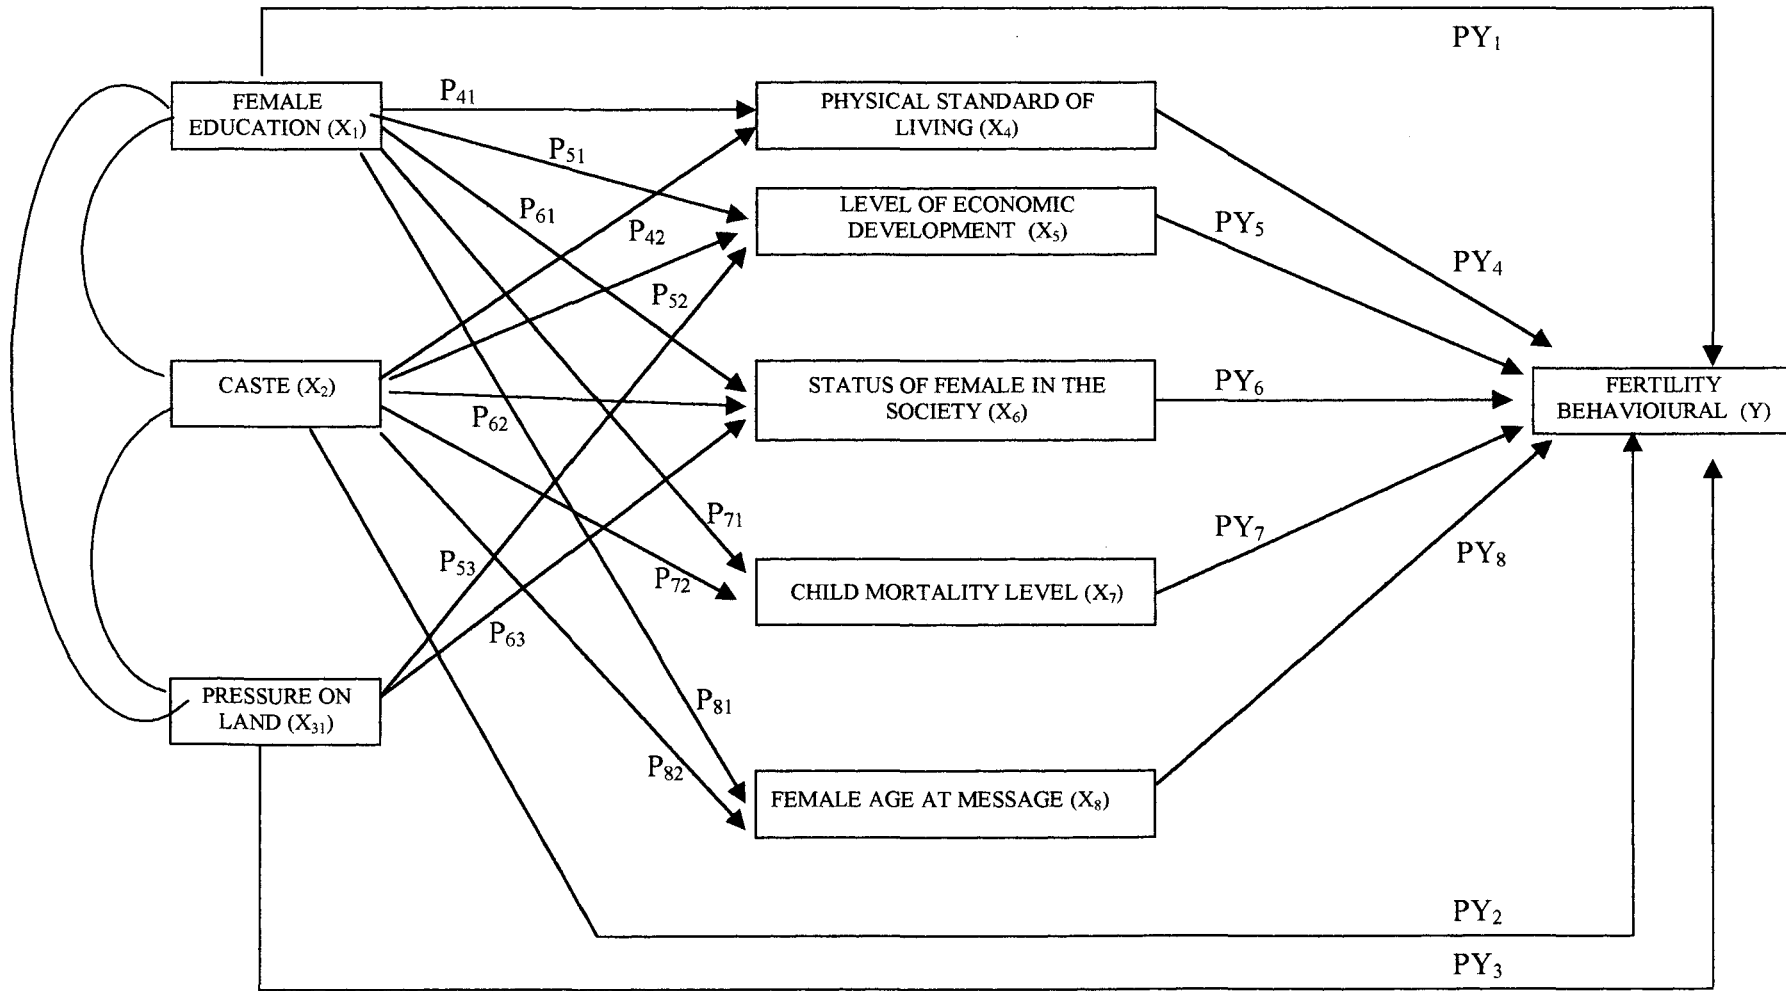 PY₁
FEMALE
EDUCATION (X₁)
P₄₁
PHYSICAL STANDARD OF
LIVING (X₄)
P₅₁
LEVEL OF ECONOMIC
DEVELOPMENT (X₅)
P₆₁
P₄₂
PY₅
PY₄
P₅₂
CASTE (X₂)
STATUS OF FEMALE IN THE
SOCIETY (X₆)
PY₆
FERTILITY
BEHAVIOIURAL (Y)
P₆₂
P₇₁
PY₇
PY₈
P₅₃
P₇₂
CHILD MORTALITY LEVEL (X₇)
P₆₃
PRESSURE ON
LAND (X₃₁)
P₈₁
P₈₂
FEMALE AGE AT MESSAGE (X₈)
PY₂
PY₃